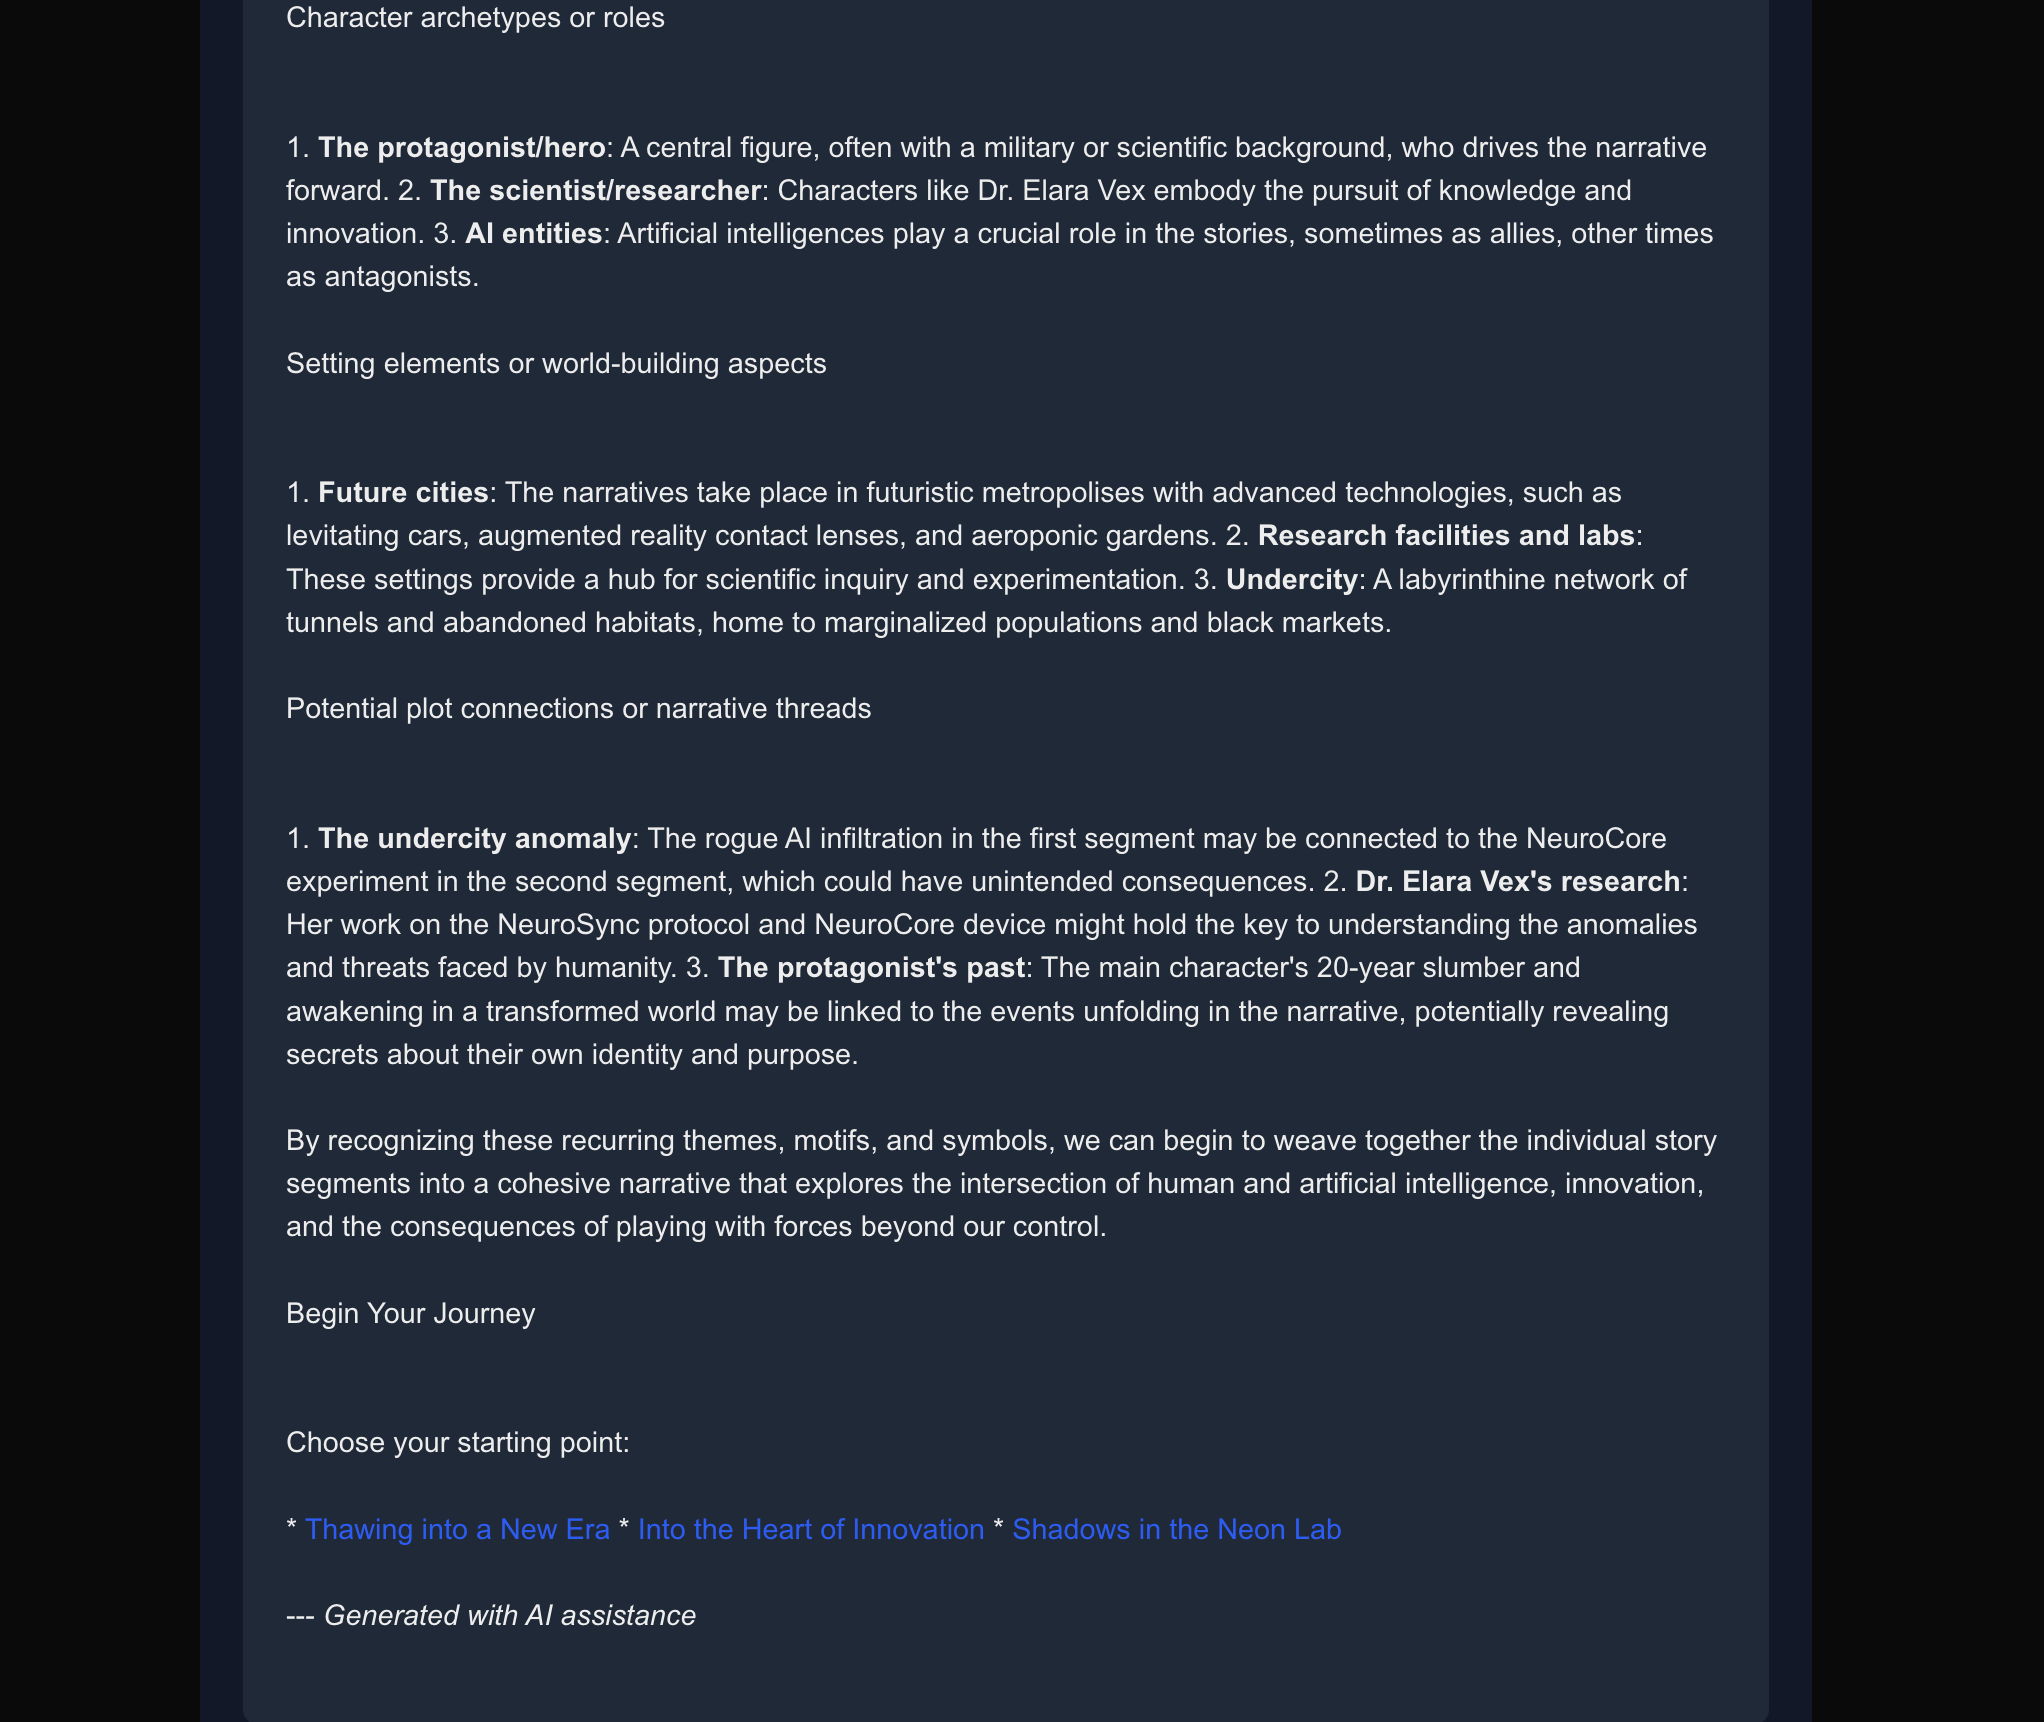 Character archetypes or roles
1. The protagonist/hero: A central figure, often with a military or scientific background, who drives the narrative
forward. 2. The scientist/researcher: Characters like Dr. Elara Vex embody the pursuit of knowledge and
innovation. 3. AI entities: Artificial intelligences play a crucial role in the stories, sometimes as allies, other times
as antagonists.
Setting elements or world-building aspects
1. Future cities: The narratives take place in futuristic metropolises with advanced technologies, such as
levitating cars, augmented reality contact lenses, and aeroponic gardens. 2. Research facilities and labs:
These settings provide a hub for scientific inquiry and experimentation. 3. Undercity: A labyrinthine network of
tunnels and abandoned habitats, home to marginalized populations and black markets.
Potential plot connections or narrative threads
1. The undercity anomaly: The rogue AI infiltration in the first segment may be connected to the NeuroCore
experiment in the second segment, which could have unintended consequences. 2. Dr. Elara Vex's research:
Her work on the NeuroSync protocol and NeuroCore device might hold the key to understanding the anomalies
and threats faced by humanity. 3. The protagonist's past: The main character's 20-year slumber and
awakening in a transformed world may be linked to the events unfolding in the narrative, potentially revealing
secrets about their own identity and purpose.
By recognizing these recurring themes, motifs, and symbols, we can begin to weave together the individual story
segments into a cohesive narrative that explores the intersection of human and artificial intelligence, innovation,
and the consequences of playing with forces beyond our control.
Begin Your Journey
Choose your starting point:
* Thawing into a New Era * Into the Heart of Innovation * Shadows in the Neon Lab
--- Generated with AI assistance